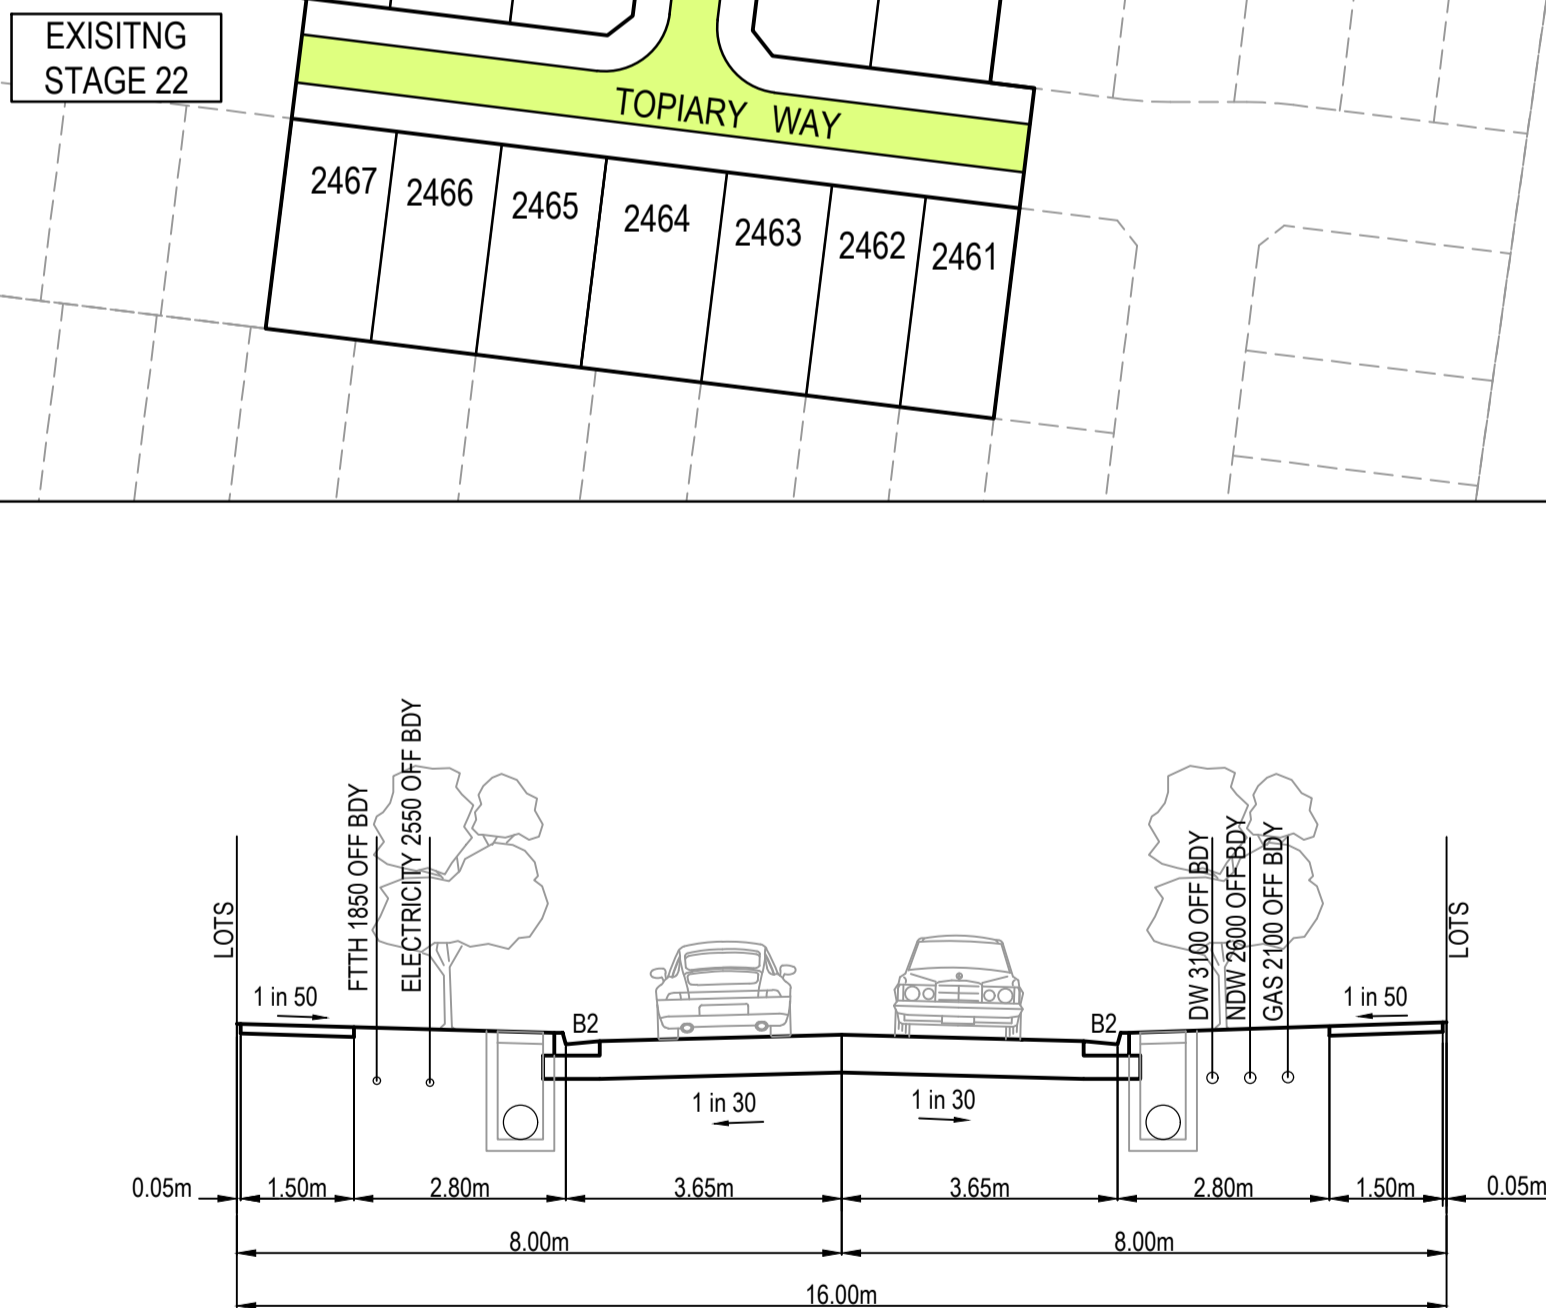 EXISITNG
STAGE 22
TOPIARY WAY
2467
2466
2465
2464
2463
2462
2461
LOTS
FTTH 1850 OFF BDY
ELECTRICITY 2550 OFF BDY
DW 3100 OFF BDY
NDW 2600 OFF BDY
GAS 2100 OFF BDY
LOTS
1 in 50
B2
B2
1 in 50
1 in 30
1 in 30
0.05m
1.50m
2.80m
3.65m
3.65m
2.80m
1.50m
0.05m
8.00m
8.00m
16.00m